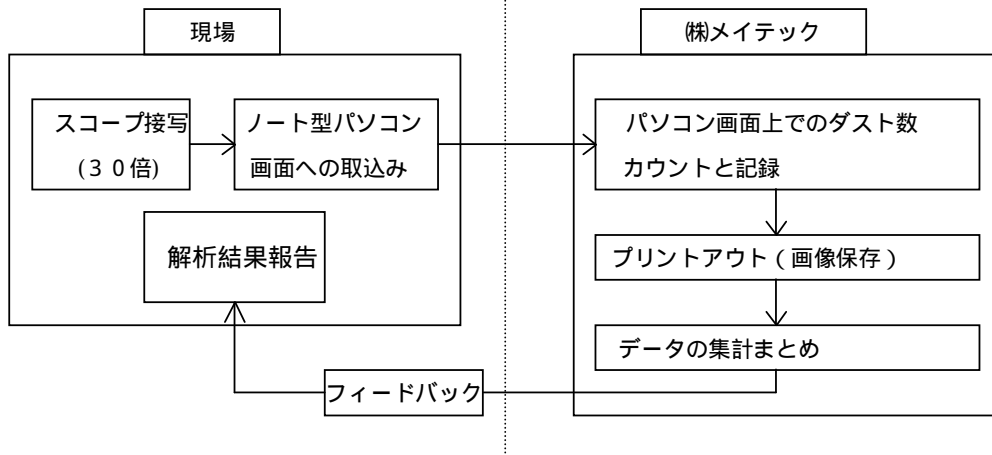 現場
㈱メイテック
スコープ接写
(３０倍)
ノート型パソコン
画面への取込み
パソコン画面上でのダスト数
カウントと記録
解析結果報告
プリントアウト（画像保存）
データの集計まとめ
フィードバック